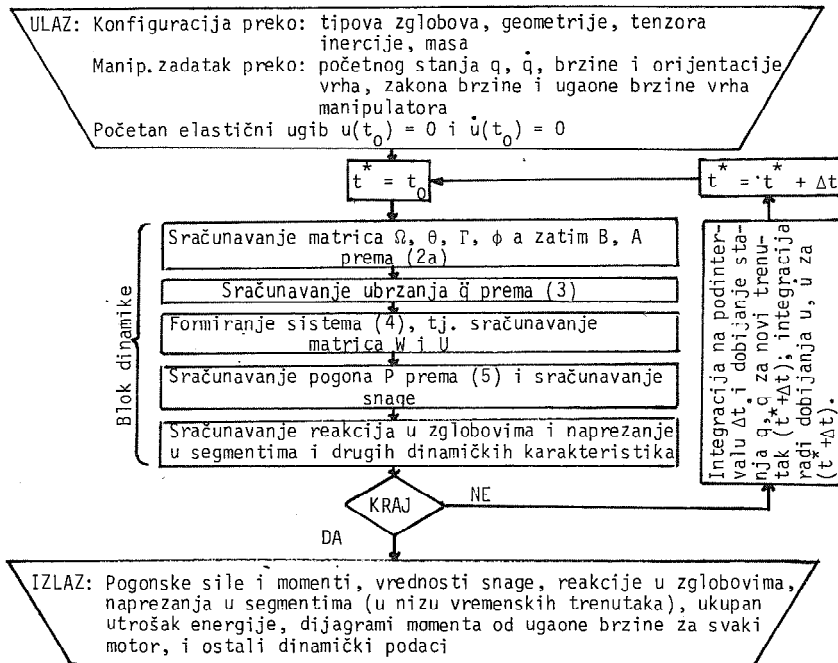 ULAZ: Konfiguracija preko: tipova zglobova, geometrije, tenzora
inercije, masa
Manip. zadatak preko: početnog stanja q, q̇, brzine i orijentacije
vrha, zakona brzine i ugaone brzine vrha
manipulatora
Početan elastični ugib u(t₀) = 0 i u̇(t₀) = 0
t* = t₀
t* = t* + Δt
Blok dinamike
Sračunavanje matrica Ω, θ, Γ, φ a zatim B, A
prema (2a)
Sračunavanje ubrzanja q̈ prema (3)
Formiranje sistema (4), tj. sračunavanje
matrica W i U
Sračunavanje pogona P prema (5) i sračunavanje
snage
Sračunavanje reakcija u zglobovima i naprezanje
u segmentima i drugih dinamičkih karakteristika
Integracija na podinter-
valu Δt i dobijanje sta-
nja q, q̇ za novi trenu-
tak (t*+Δt); integracija
radi dobijanja u, u̇ za
(t*+Δt).
KRAJ
NE
DA
IZLAZ: Pogonske sile i momenti, vrednosti snage, reakcije u zglobovima,
naprezanja u segmentima (u nizu vremenskih trenutaka), ukupan
utrošak energije, dijagrami momenta od ugaone brzine za svaki
motor, i ostali dinamički podaci